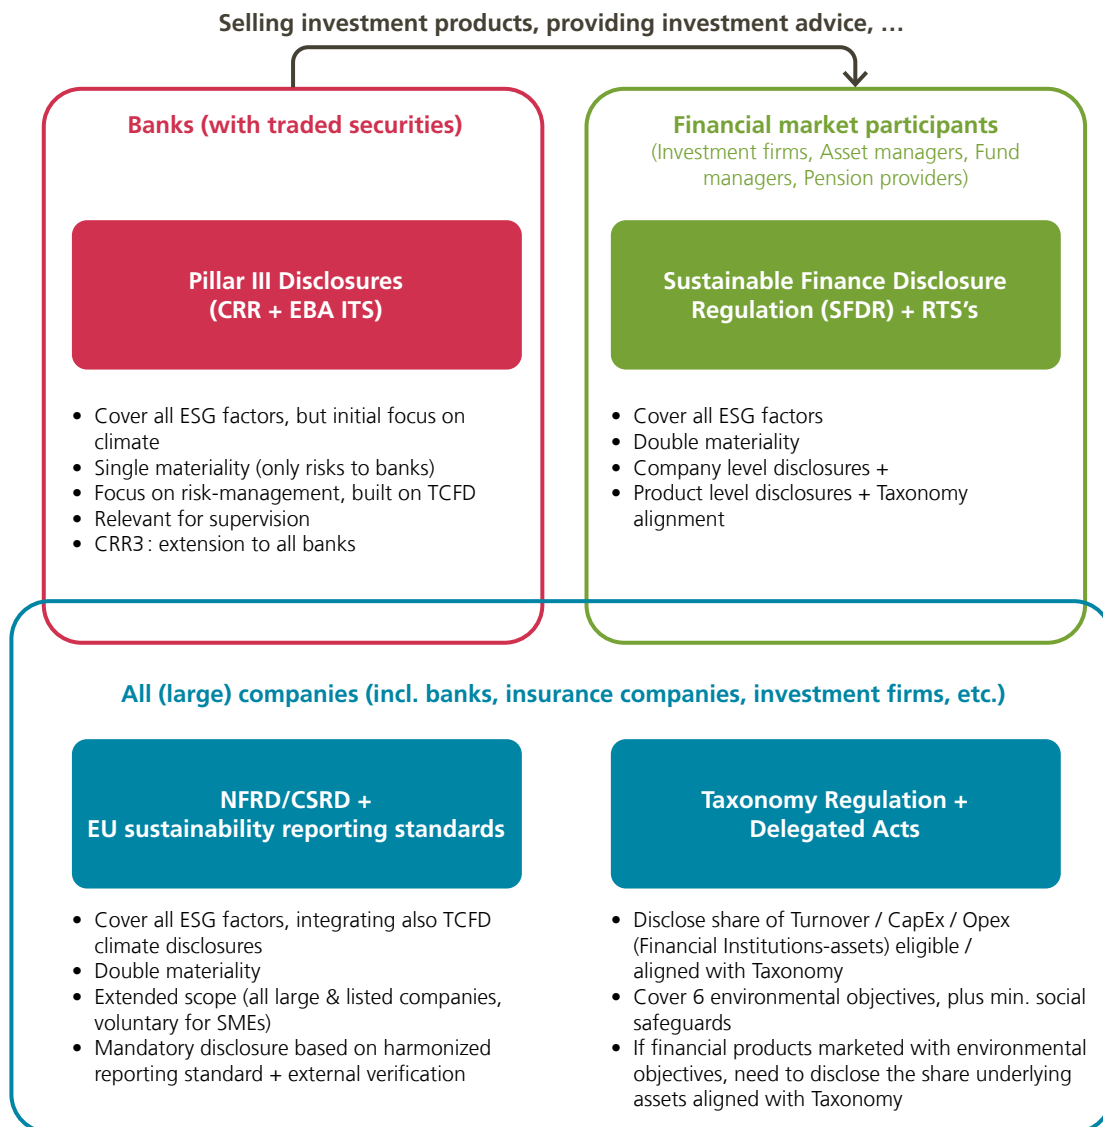 Selling investment products, providing investment advice, …
Banks (with traded securities)
Pillar III Disclosures
(CRR + EBA ITS)
• Cover all ESG factors, but initial focus on
climate
• Single materiality (only risks to banks)
• Focus on risk-management, built on TCFD
• Relevant for supervision
• CRR3 : extension to all banks
Financial market participants
(Investment firms, Asset managers, Fund
managers, Pension providers)
Sustainable Finance Disclosure
Regulation (SFDR) + RTS’s
• Cover all ESG factors
• Double materiality
• Company level disclosures +
• Product level disclosures + Taxonomy
alignment
All (large) companies (incl. banks, insurance companies, investment firms, etc.)
NFRD/CSRD +
EU sustainability reporting standards
• Cover all ESG factors, integrating also TCFD
climate disclosures
• Double materiality
• Extended scope (all large & listed companies,
voluntary for SMEs)
• Mandatory disclosure based on harmonized
reporting standard + external verification
Taxonomy Regulation +
Delegated Acts
• Disclose share of Turnover / CapEx / Opex
(Financial Institutions-assets) eligible /
aligned with Taxonomy
• Cover 6 environmental objectives, plus min. social
safeguards
• If financial products marketed with environmental
objectives, need to disclose the share underlying
assets aligned with Taxonomy